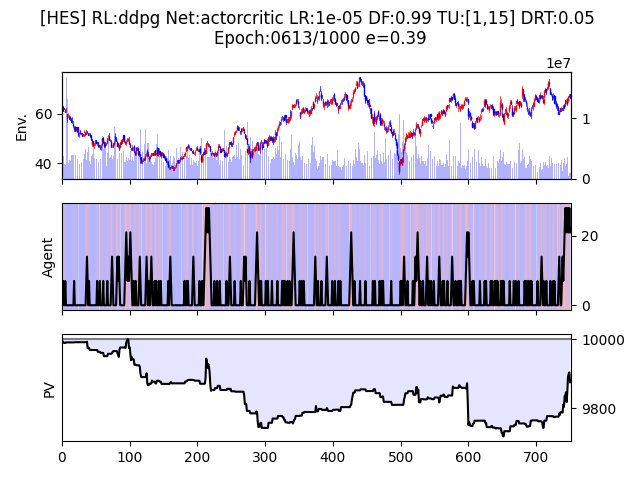 [HES] RL:ddpg Net:actorcritic LR:1e-05 DF:0.99 TU:[1,15] DRT:0.05
Epoch:0613/1000 e=0.39
1e7
Env.
60
40
1
0
Agent
20
0
PV
10000
9800
0 100 200 300 400 500 600 700